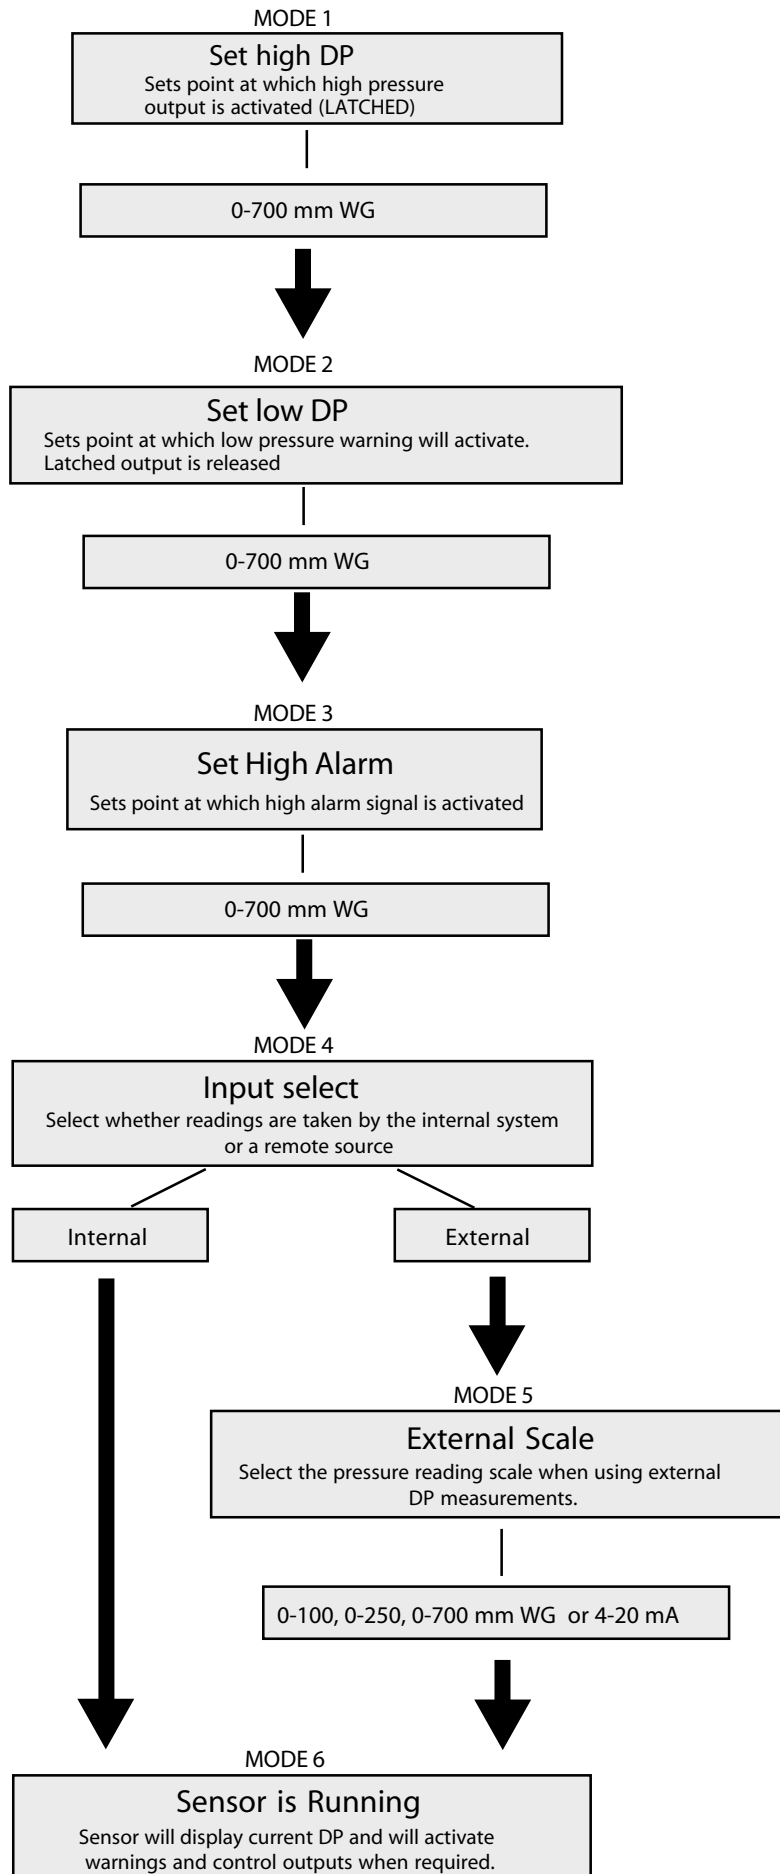 MODE 1
Set high DP
Sets point at which high pressure
output is activated (LATCHED)
0-700 mm WG
MODE 2
Set low DP
Sets point at which low pressure warning will activate.
Latched output is released
0-700 mm WG
MODE 3
Set High Alarm
Sets point at which high alarm signal is activated
0-700 mm WG
MODE 4
Input select
Select whether readings are taken by the internal system
or a remote source
Internal
External
MODE 5
External Scale
Select the pressure reading scale when using external
DP measurements.
0-100, 0-250, 0-700 mm WG or 4-20 mA
MODE 6
Sensor is Running
Sensor will display current DP and will activate
warnings and control outputs when required.